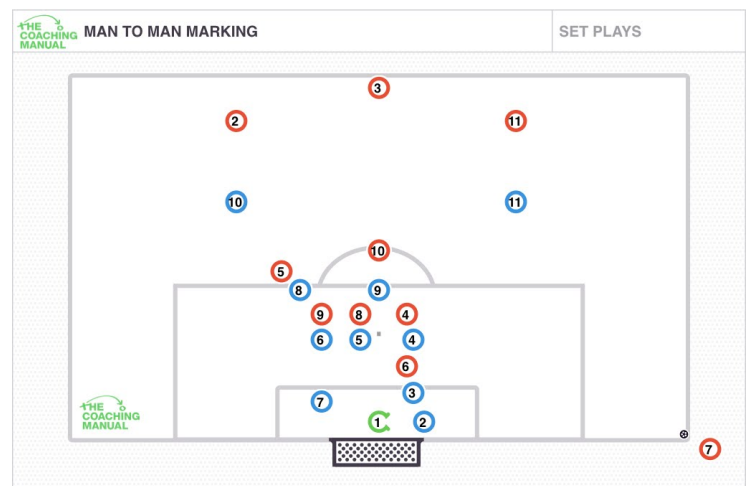 THE
COACHING
MANUAL
MAN TO MAN MARKING
SET PLAYS
3
2
11
10
11
10
5
8
9
9
8
4
6
5
4
6
3
7
1
2
7
THE
COACHING
MANUAL